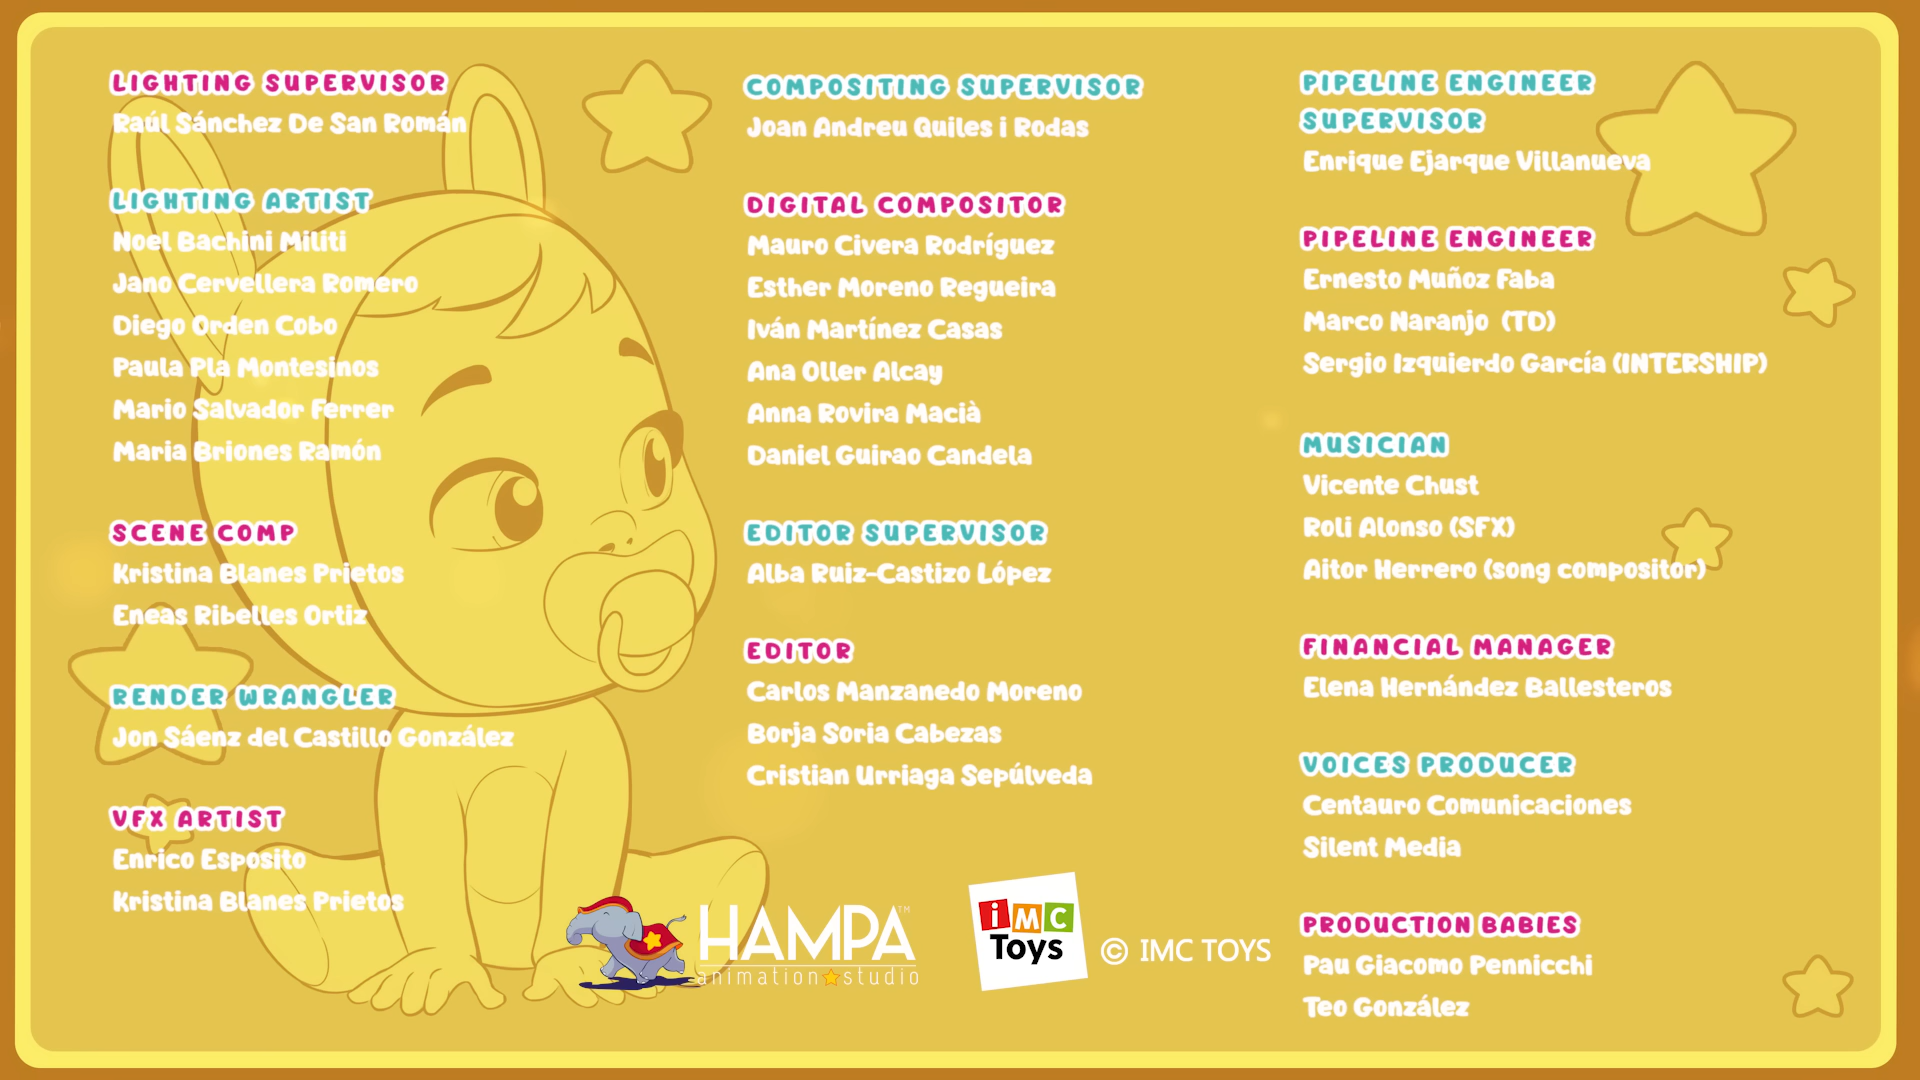 LIGHTING SUPERVISOR
Raúl Sánchez De San Román
LIGHTING ARTIST
Noel Bachini Militi
Jano Cervellera Romero
Diego Orden Cobo
Paula Pla Montesinos
Mario Salvador Ferrer
Maria Briones Ramón
SCENE COMP
Kristina Blanes Prietos
Eneas Ribelles Ortiz
RENDER WRANGLER
Jon Sáenz del Castillo González
VFX ARTIST
Enrico Esposito
Kristina Blanes Prietos
COMPOSITING SUPERVISOR
Joan Andreu Quiles i Rodas
DIGITAL COMPOSITOR
Mauro Civera Rodríguez
Esther Moreno Regueira
Iván Martínez Casas
Ana Oller Alcay
Anna Rovira Macià
Daniel Guirao Candela
EDITOR SUPERVISOR
Alba Ruiz-Castizo López
EDITOR
Carlos Manzanedo Moreno
Borja Soria Cabezas
Cristian Urriaga Sepúlveda
HAMPA™
animation studio
iMC
Toys
© IMC TOYS
PIPELINE ENGINEER
SUPERVISOR
Enrique Ejarque Villanueva
PIPELINE ENGINEER
Ernesto Muñoz Faba
Marco Naranjo (TD)
Sergio Izquierdo García (INTERSHIP)
MUSICIAN
Vicente Chust
Roli Alonso (SFX)
Aitor Herrero (song compositor)
FINANCIAL MANAGER
Elena Hernández Ballesteros
VOICES PRODUCER
Centauro Comunicaciones
Silent Media
PRODUCTION BABIES
Pau Giacomo Pennicchi
Teo González